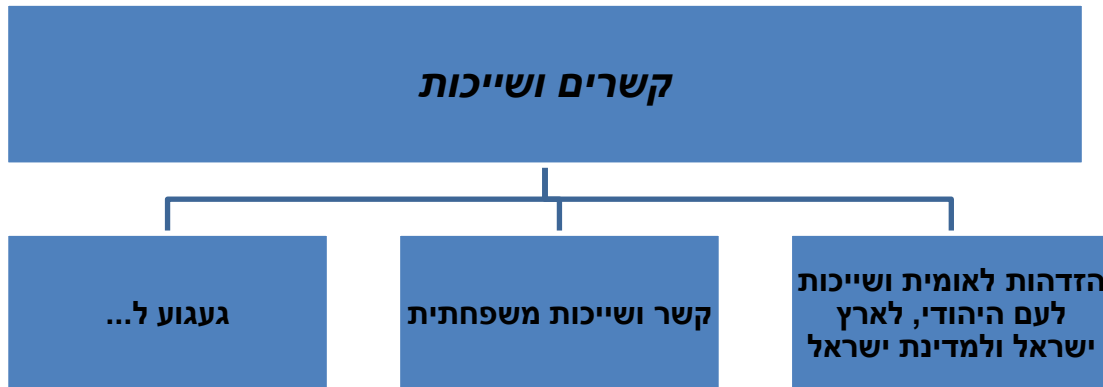 קשרים ושייכות
הזדהות לאומית ושייכות
לעם היהודי, לארץ
ישראל ולמדינת ישראל
קשר ושייכות משפחתית
געגוע ל...